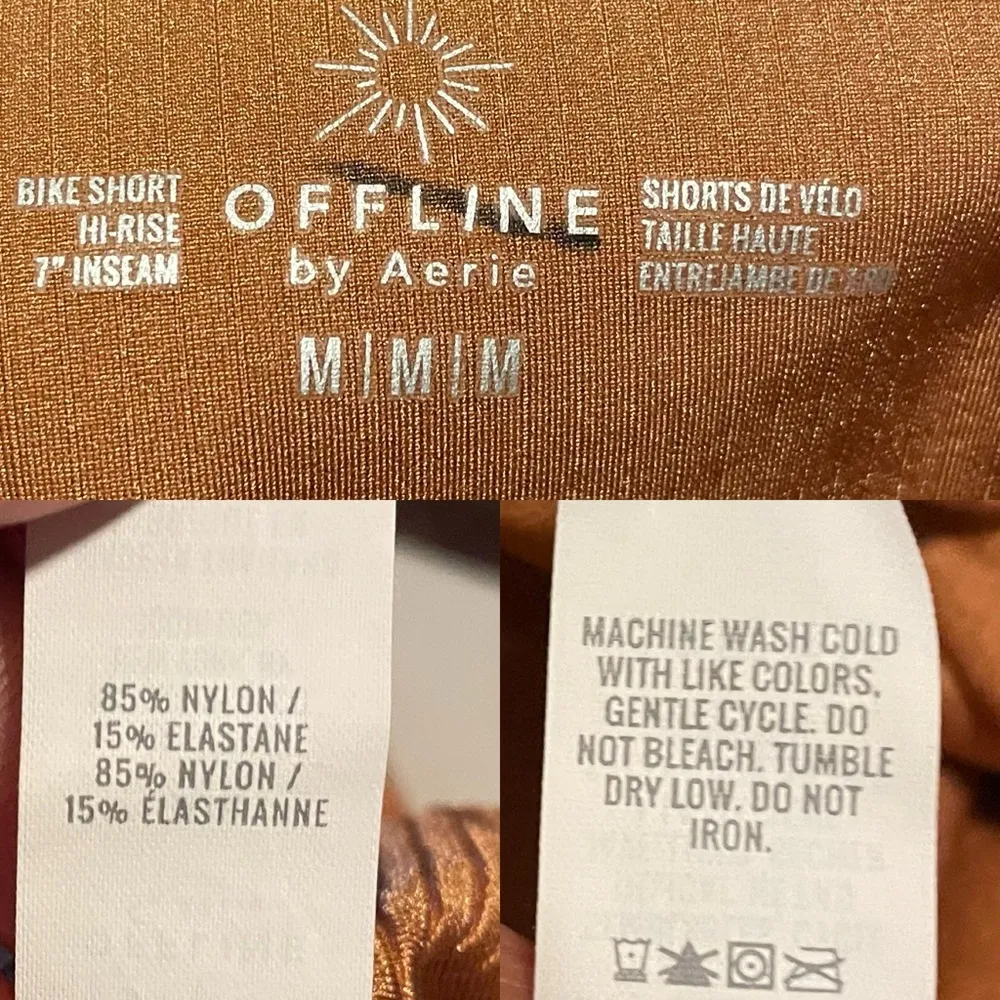 BIKE SHORT
HI-RISE
7" INSEAM
OFFLINE
by Aerie
M|M|M
SHORTS DE VÉLO
TAILLE HAUTE
ENTREJAMBE DE
85% NYLON /
15% ELASTANE
85% NYLON /
15% ÉLASTHANNE
MACHINE WASH COLD
WITH LIKE COLORS.
GENTLE CYCLE. DO
NOT BLEACH. TUMBLE
DRY LOW. DO NOT
IRON.